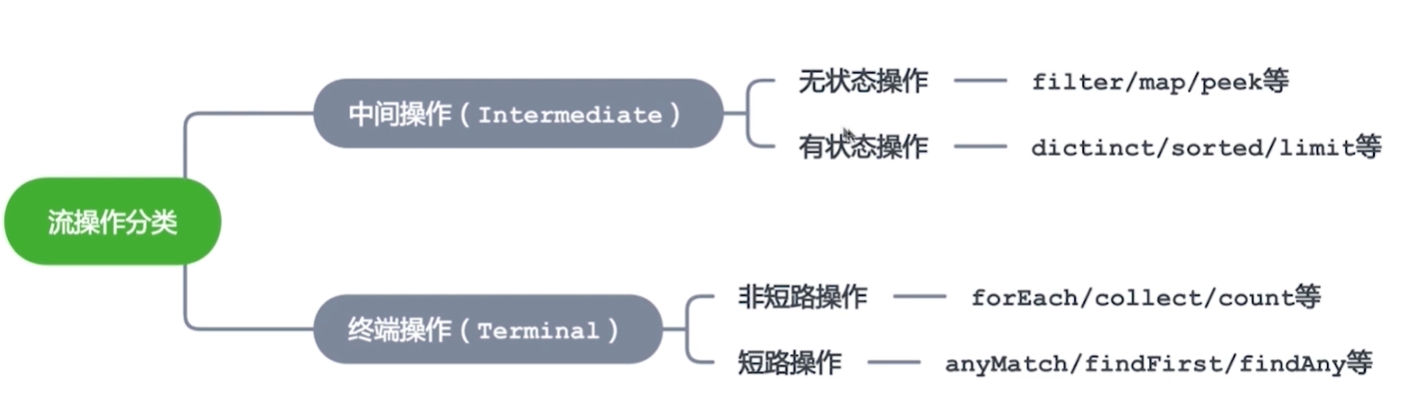 流操作分类
中间操作（Intermediate）
无状态操作
filter/map/peek等
有状态操作
dictinct/sorted/limit等
终端操作（Terminal）
非短路操作
forEach/collect/count等
短路操作
anyMatch/findFirst/findAny等